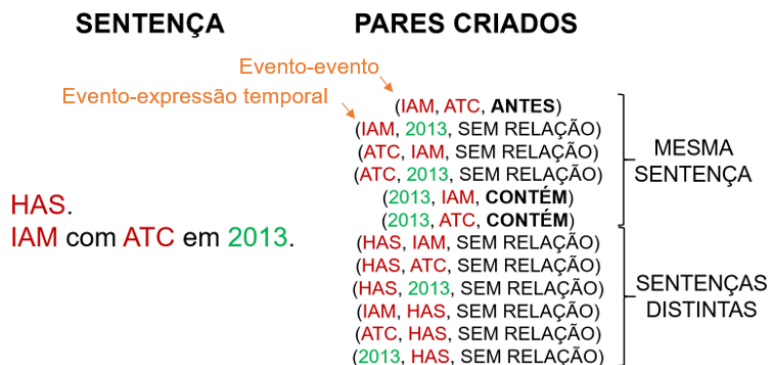 SENTENÇA
PARES CRIADOS
Evento-evento
Evento-expressão temporal
(IAM, ATC, ANTES)
(IAM, 2013, SEM RELAÇÃO)
(ATC, IAM, SEM RELAÇÃO)
(ATC, 2013, SEM RELAÇÃO)
(2013, IAM, CONTÉM)
(2013, ATC, CONTÉM)
MESMA
SENTENÇA
HAS.
IAM com ATC em 2013.
(HAS, IAM, SEM RELAÇÃO)
(HAS, ATC, SEM RELAÇÃO)
(HAS, 2013, SEM RELAÇÃO)
(IAM, HAS, SEM RELAÇÃO)
(ATC, HAS, SEM RELAÇÃO)
(2013, HAS, SEM RELAÇÃO)
SENTENÇAS
DISTINTAS